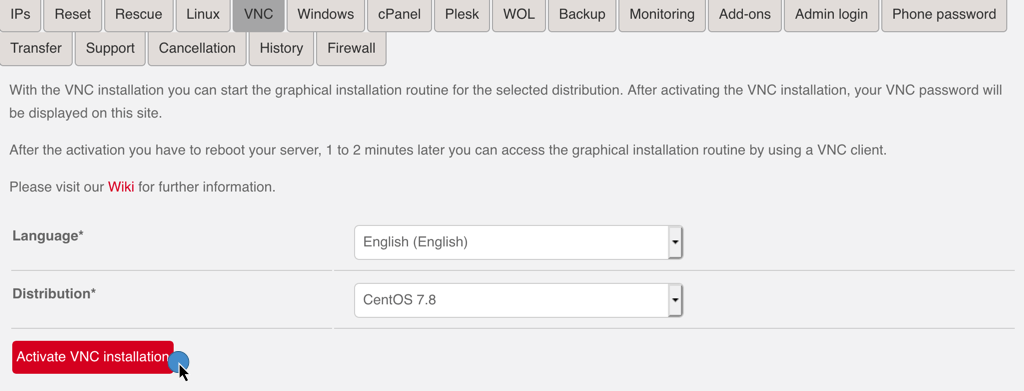 IPs Reset Rescue Linux VNC Windows cPanel Plesk WOL Backup Monitoring Add-ons Admin login Phone password
Transfer Support Cancellation History Firewall
With the VNC installation you can start the graphical installation routine for the selected distribution. After activating the VNC installation, your VNC password will
be displayed on this site.
After the activation you have to reboot your server, 1 to 2 minutes later you can access the graphical installation routine by using a VNC client.
Please visit our Wiki for further information.
Language* English (English)
Distribution* CentOS 7.8
Activate VNC installation